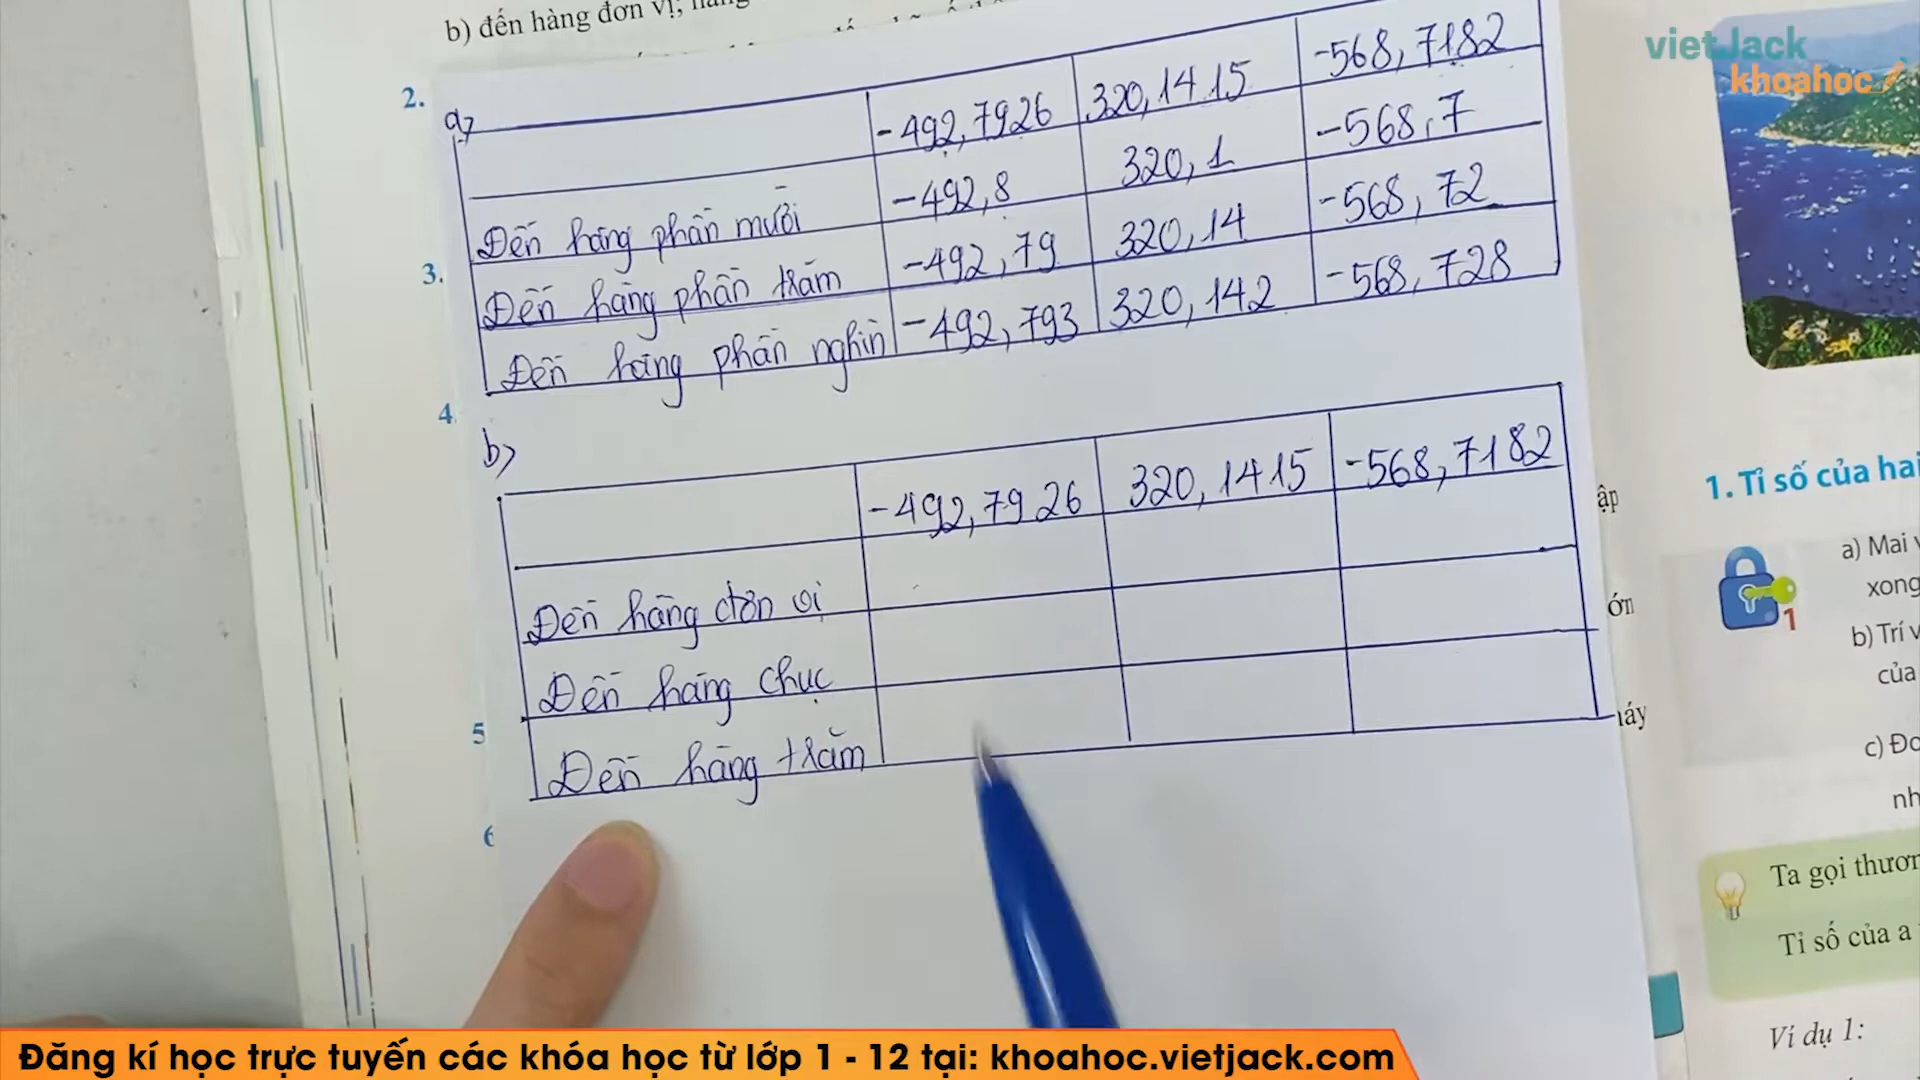 b) đến hàng đơn vị,
vietJack
khoahoc
2.
a)
-492,7926 320,1415 -568,7182
Đến hàng phần mười -492,8 320,1 -568,7
3.
Đến hàng phần trăm -492,79 320,14 -568,72
Đến hàng phần nghìn -492,793 320,142 -568,728
4
b)
-492,7926 320,1415 -568,7182
Đến hàng đơn vị
Đến hàng chục
Đến hàng trăm
5
6
ập
ớn
náy
1. Tỉ số của hai
1
a) Mai
xong
b) Trí
của
c)
nh
Ta gọi thươn
Tỉ số của a
Ví dụ 1:
Đăng kí học trực tuyến các khóa học từ lớp 1 - 12 tại: khoahoc.vietjack.com